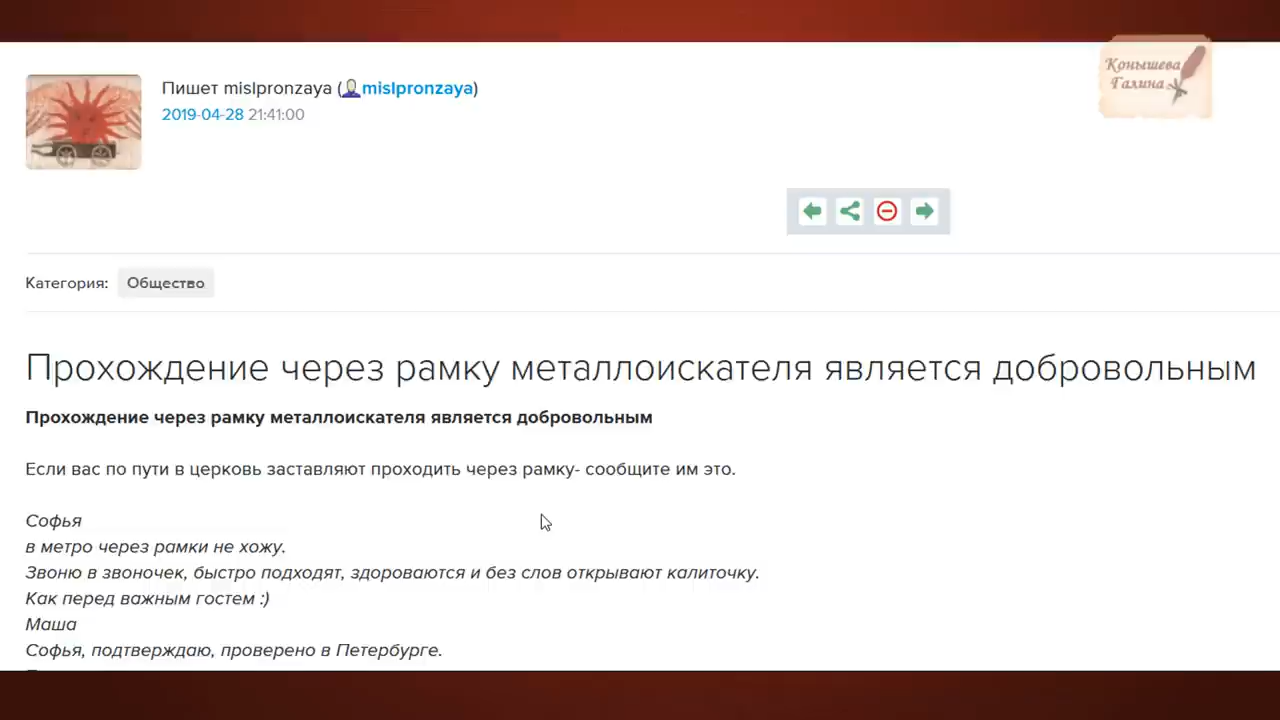 Конышева
Галина
Пишет mislpronzaya (mislpronzaya)
2019-04-28 21:41:00
Категория: Общество
Прохождение через рамку металлоискателя является добровольным
Прохождение через рамку металлоискателя является добровольным
Если вас по пути в церковь заставляют проходить через рамку- сообщите им это.
Софья
в метро через рамки не хожу.
Звоню в звоночек, быстро подходят, здороваются и без слов открывают калиточку.
Как перед важным гостем :)
Маша
Софья, подтверждаю, проверено в Петербурге.